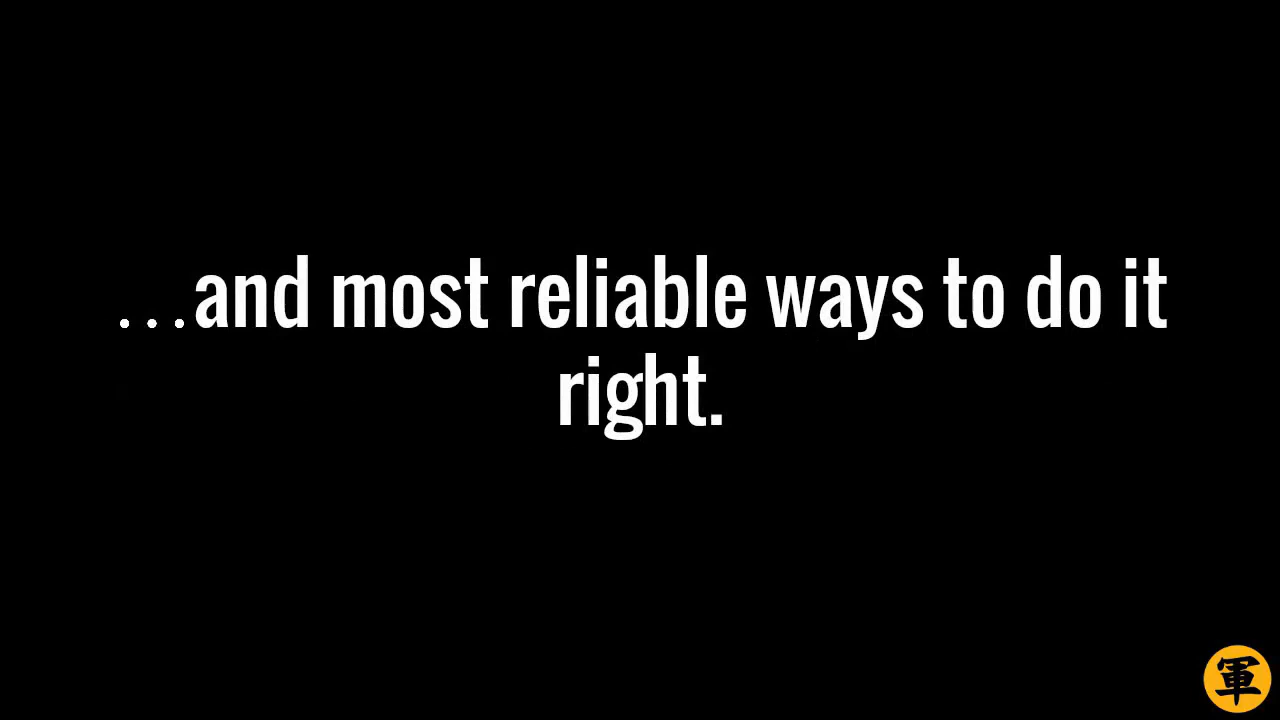 …and most reliable ways to do it
right.
軍